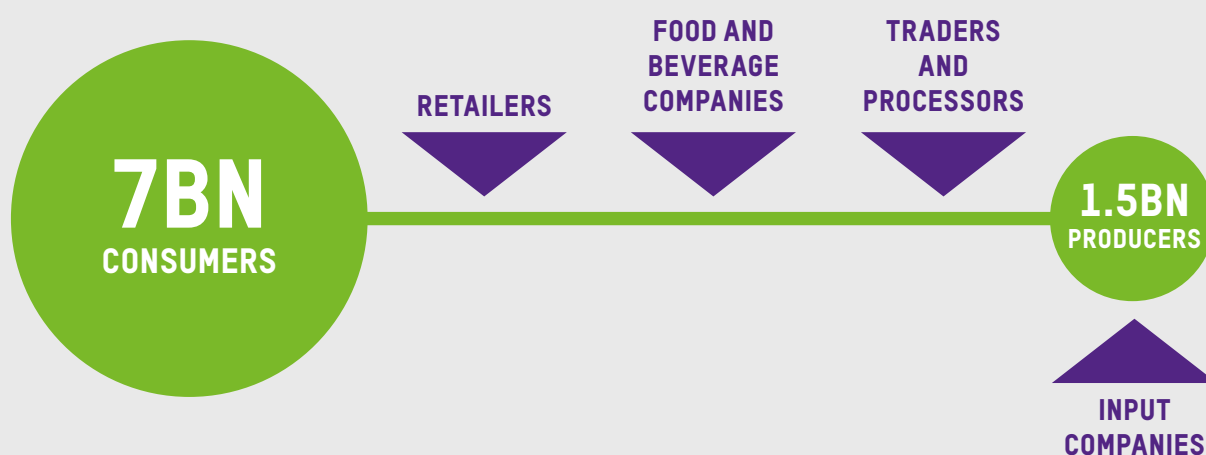 7BN
CONSUMERS
RETAILERS
FOOD AND
BEVERAGE
COMPANIES
TRADERS
AND
PROCESSORS
1.5BN
PRODUCERS
INPUT
COMPANIES